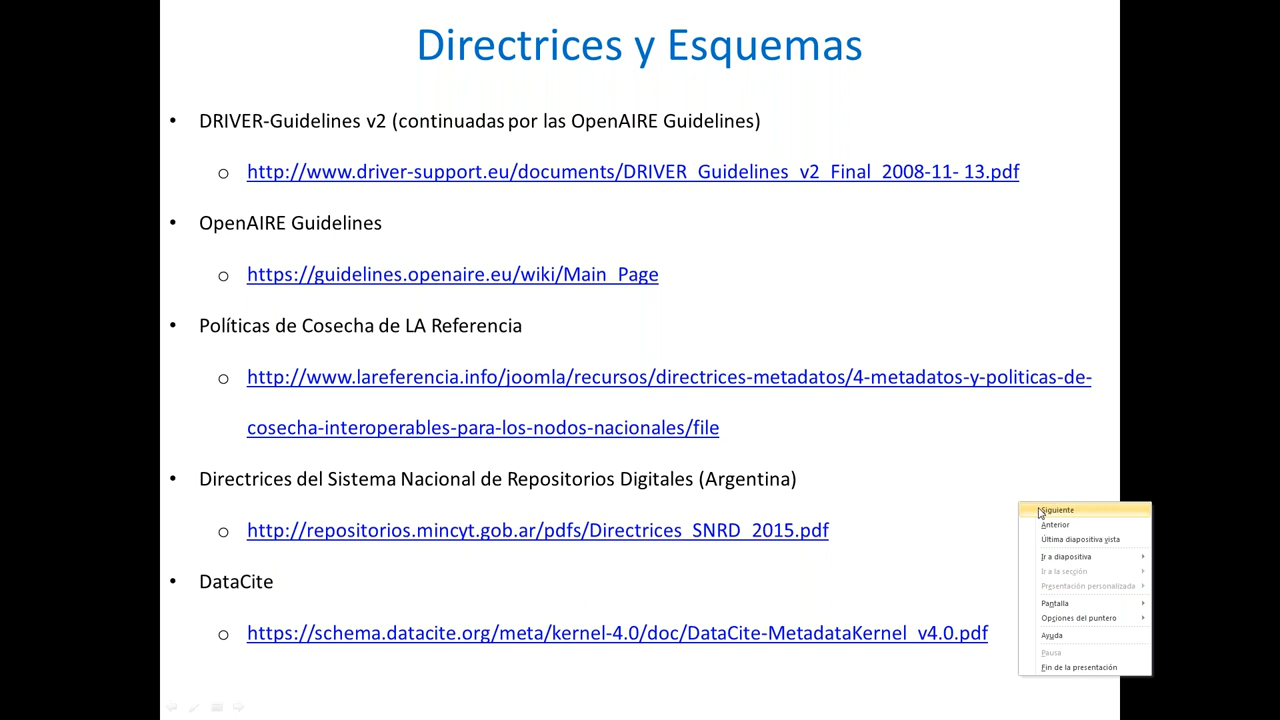 Directrices y Esquemas
• DRIVER-Guidelines v2 (continuadas por las OpenAIRE Guidelines)
o http://www.driver-support.eu/documents/DRIVER_Guidelines_v2_Final_2008-11- 13.pdf
• OpenAIRE Guidelines
o https://guidelines.openaire.eu/wiki/Main_Page
• Políticas de Cosecha de LA Referencia
o http://www.lareferencia.info/joomla/recursos/directrices-metadatos/4-metadatos-y-politicas-de-
cosecha-interoperables-para-los-nodos-nacionales/file
• Directrices del Sistema Nacional de Repositorios Digitales (Argentina)
o http://repositorios.mincyt.gob.ar/pdfs/Directrices_SNRD_2015.pdf
• DataCite
o https://schema.datacite.org/meta/kernel-4.0/doc/DataCite-MetadataKernel_v4.0.pdf
Siguiente
Anterior
Última diapositiva vista
Ir a diapositiva
Ir a la sección
Presentación personalizada
Pantalla
Opciones del puntero
Ayuda
Pausa
Fin de la presentación